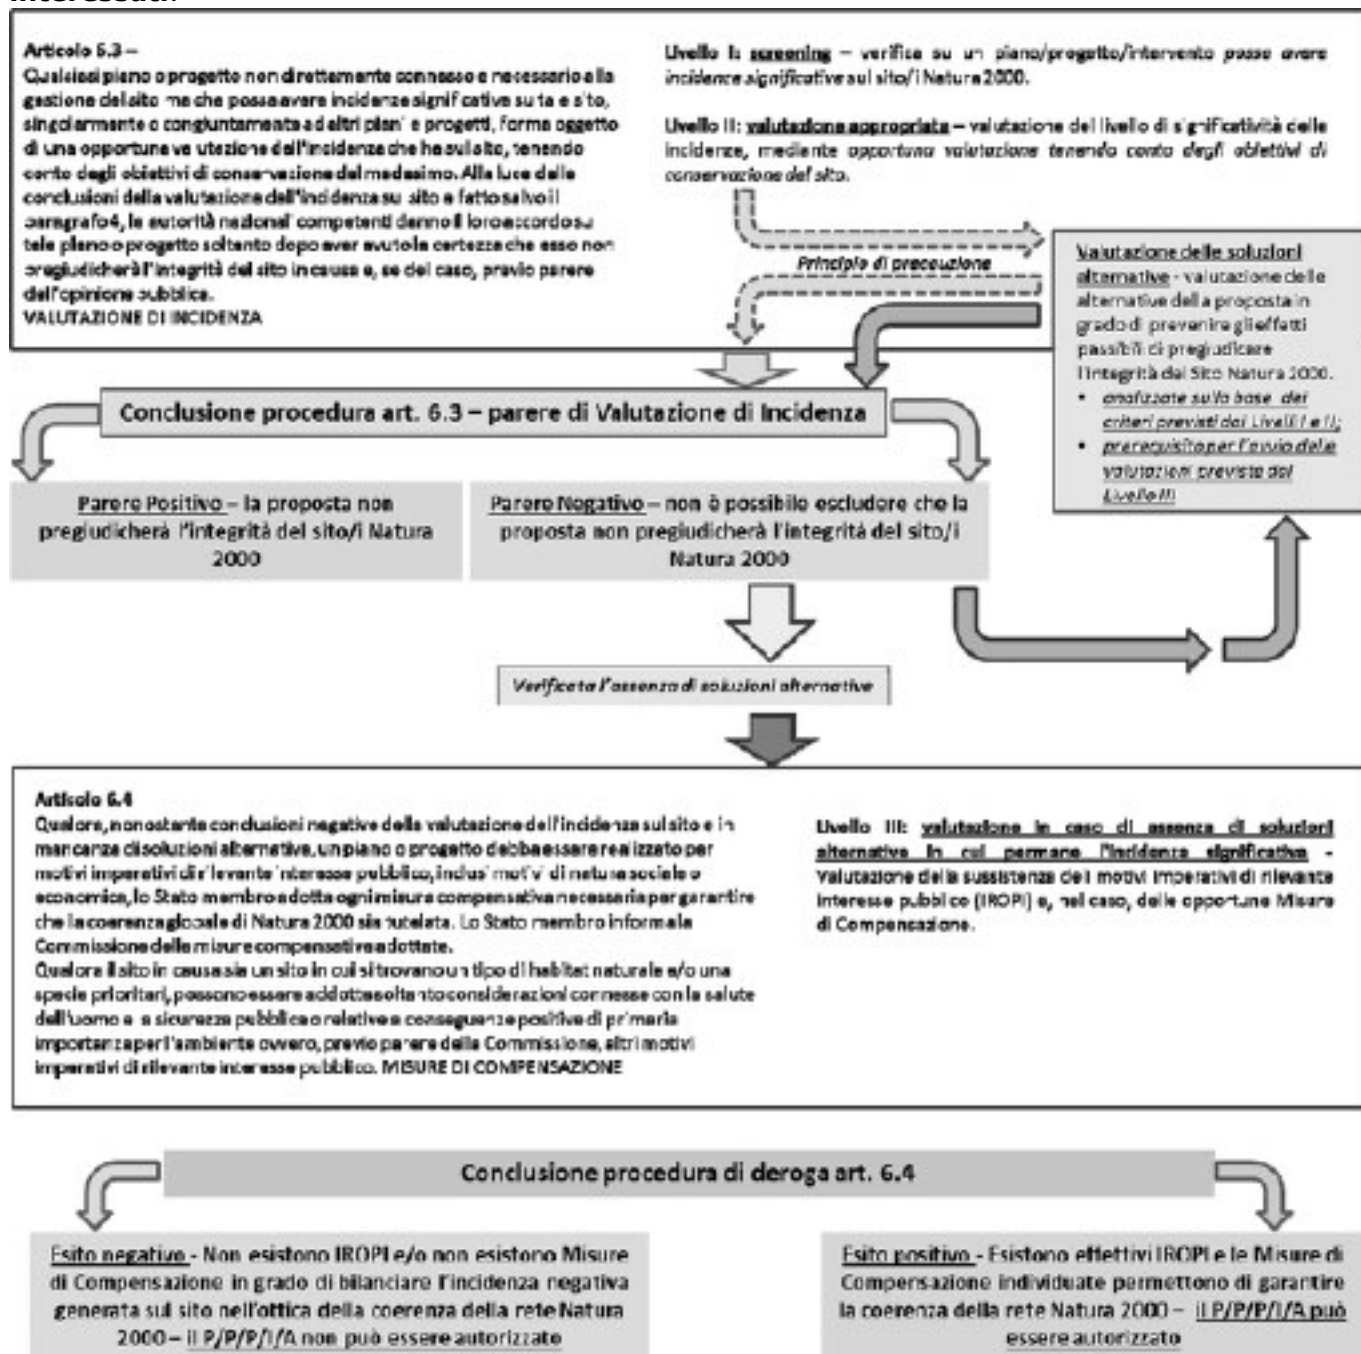 Articolo 6.3 –
Qualsiasi piano o progetto non direttamente connesso e necessario alla
gestione del sito ma che possa avere incidenze significative su tale sito,
singolarmente o congiuntamente ad altri piani e progetti, forma oggetto
di una opportuna valutazione dell'incidenza che ha sul sito, tenendo
conto degli obiettivi di conservazione del medesimo. Alla luce delle
conclusioni della valutazione dell'incidenza sul sito e fatto salvo il
paragrafo 4, le autorità nazionali competenti danno il loro accordo su
tale piano o progetto soltanto dopo aver avuto la certezza che esso non
pregiudicherà l'integrità del sito in causa e, se del caso, previo parere
dell'opinione pubblica.
VALUTAZIONE DI INCIDENZA
Livello I: screening – verifica su un piano/progetto/intervento possa avere
incidenze significative sul sito/i Natura 2000.
Livello II: valutazione appropriata – valutazione del livello di significatività delle
incidenze, mediante opportuna valutazione tenendo conto degli obiettivi di
conservazione del sito.
Principio di precauzione
Valutazione delle soluzioni
alternative - valutazione delle
alternative della proposta in
grado di prevenire gli effetti
passibili di pregiudicare
l'integrità del Sito Natura 2000.
• analizzate sulla base dei
criteri previsti dai Livelli I e II;
• prerequisito per l'avvio delle
valutazioni previste dal
Livello III
Conclusione procedura art. 6.3 – parere di Valutazione di Incidenza
Parere Positivo – la proposta non
pregiudicherà l'integrità del sito/i Natura
2000
Parere Negativo – non è possibile escludere che la
proposta non pregiudicherà l'integrità del sito/i
Natura 2000
Verificata l'assenza di soluzioni alternative
Articolo 6.4
Qualora, nonostante conclusioni negative della valutazione dell'incidenza sul sito e in
mancanza di soluzioni alternative, un piano o progetto debba essere realizzato per
motivi imperativi di rilevante interesse pubblico, inclusi motivi di natura sociale o
economica, lo Stato membro adotta ogni misura compensativa necessaria per garantire
che la coerenza globale di Natura 2000 sia tutelata. Lo Stato membro informa la
Commissione delle misure compensative adottate.
Qualora il sito in causa sia un sito in cui si trovano un tipo di habitat naturale e/o una
specie prioritari, possono essere addotte soltanto considerazioni connesse con la salute
dell'uomo e la sicurezza pubblica o relative a conseguenze positive di primaria
importanza per l'ambiente ovvero, previo parere della Commissione, altri motivi
imperativi di rilevante interesse pubblico. MISURE DI COMPENSAZIONE
Livello III: valutazione in caso di assenza di soluzioni
alternative in cui permane l'incidenza significativa -
Valutazione della sussistenza dei motivi imperativi di rilevante
interesse pubblico (IROPI) e, nel caso, delle opportune Misure
di Compensazione.
Conclusione procedura di deroga art. 6.4
Esito negativo - Non esistono IROPI e/o non esistono Misure
di Compensazione in grado di bilanciare l'incidenza negativa
generata sul sito nell'ottica della coerenza della rete Natura
2000 – il P/P/P/I/A non può essere autorizzato
Esito positivo - Esistono effettivi IROPI e le Misure di
Compensazione individuate permettono di garantire
la coerenza della rete Natura 2000 – il P/P/P/I/A può
essere autorizzato